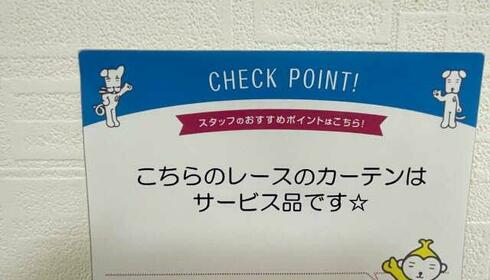 CHECK POINT!
スタッフのおすすめポイントはこちら!
こちらのレースのカーテンは
サービス品です☆